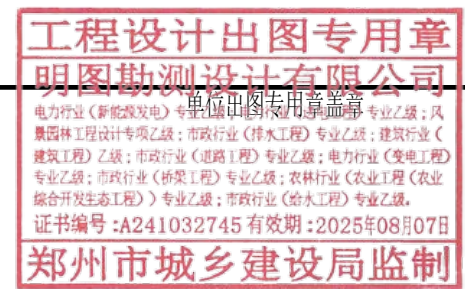 工程设计出图专用章
明图勘测设计有限公司
单位出图专用章盖章
电力行业（新能源发电）专业乙级；专业乙级；风
景园林工程设计专项乙级；市政行业（排水工程）专业乙级；建筑行业（
建筑工程）乙级；市政行业（道路工程）专业乙级；电力行业（变电工程）
专业乙级；市政行业（桥梁工程）专业乙级；农林行业（农业工程（农业
综合开发生态工程））专业乙级；市政行业（给水工程）专业乙级。
证书编号:A241032745 有效期:2025年08月07日
郑州市城乡建设局监制